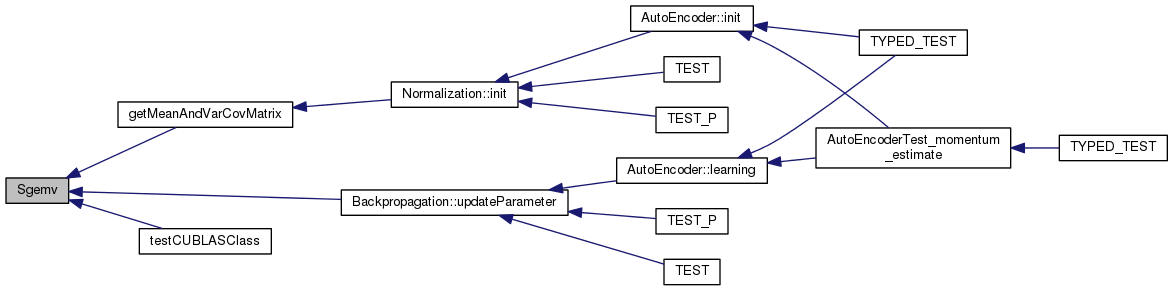 AutoEncoder::init
TYPED_TEST
TEST
Normalization::init
getMeanAndVarCovMatrix
TEST_P
AutoEncoderTest_momentum
_estimate
TYPED_TEST
AutoEncoder::learning
Sgemv
Backpropagation::updateParameter
TEST_P
testCUBLASClass
TEST